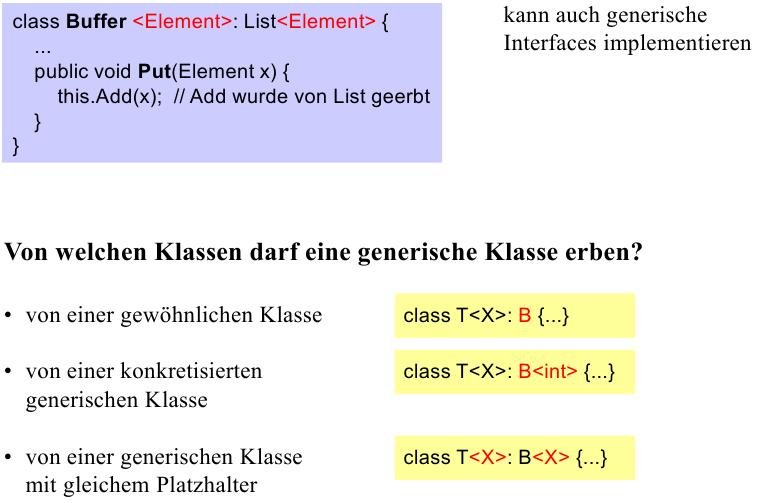 class Buffer <Element>: List<Element> {
...
public void Put(Element x) {
this.Add(x);  // Add wurde von List geerbt
}
}
kann auch generische
Interfaces implementieren
Von welchen Klassen darf eine generische Klasse erben?
• von einer gewöhnlichen Klasse
class T<X>: B {...}
• von einer konkretisierten
generischen Klasse
class T<X>: B<int> {...}
• von einer generischen Klasse
mit gleichem Platzhalter
class T<X>: B<X> {...}